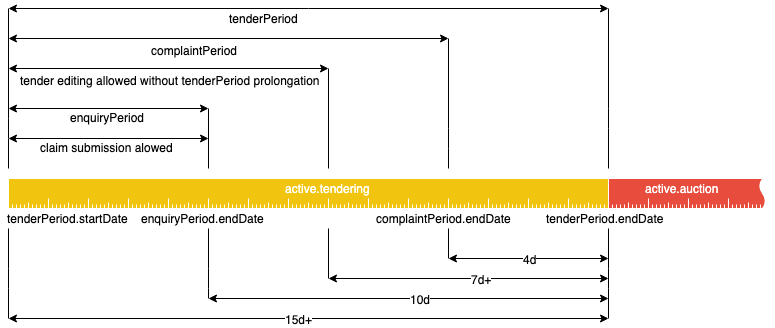 tenderPeriod
complaintPeriod
tender editing allowed without tenderPeriod prolongation
enquiryPeriod
claim submission alowed
active.tendering
active.auction
tenderPeriod.startDate
enquiryPeriod.endDate
complaintPeriod.endDate
tenderPeriod.endDate
4d
7d+
10d
15d+